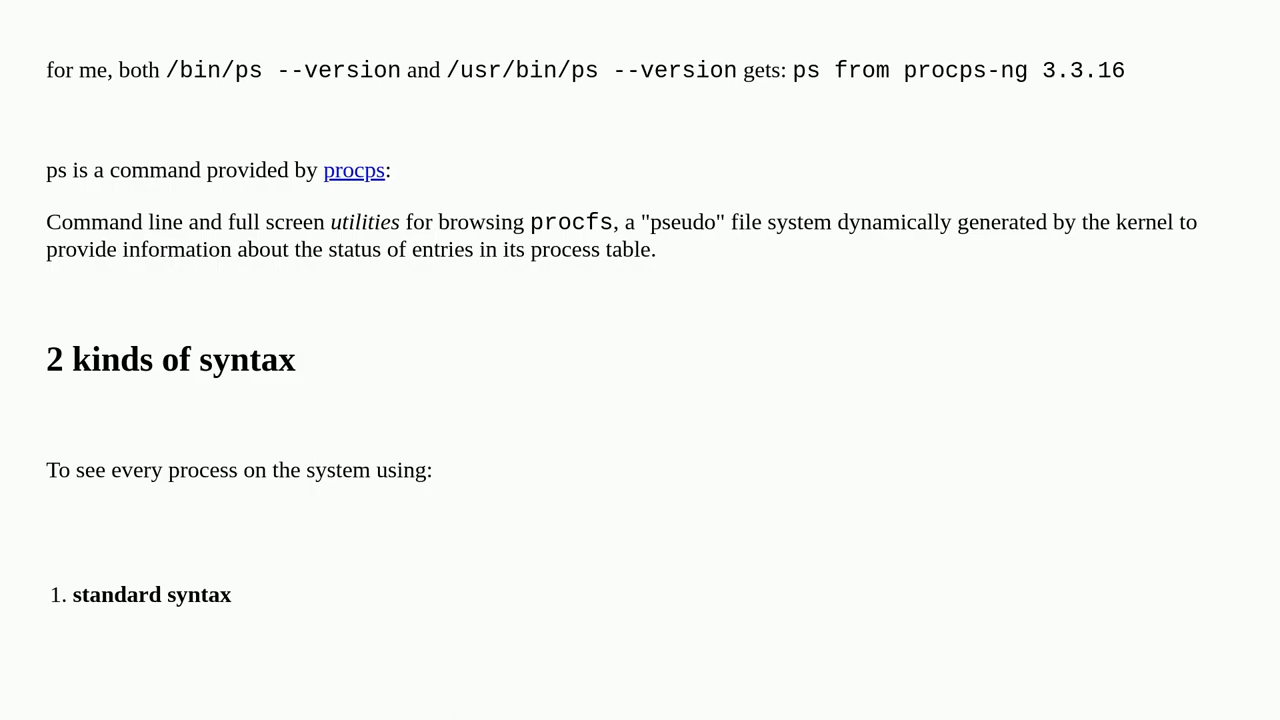 for me, both /bin/ps --version and /usr/bin/ps --version gets: ps from procps-ng 3.3.16
ps is a command provided by procps:
Command line and full screen utilities for browsing procfs, a "pseudo" file system dynamically generated by the kernel to
provide information about the status of entries in its process table.
2 kinds of syntax
To see every process on the system using:
1. standard syntax